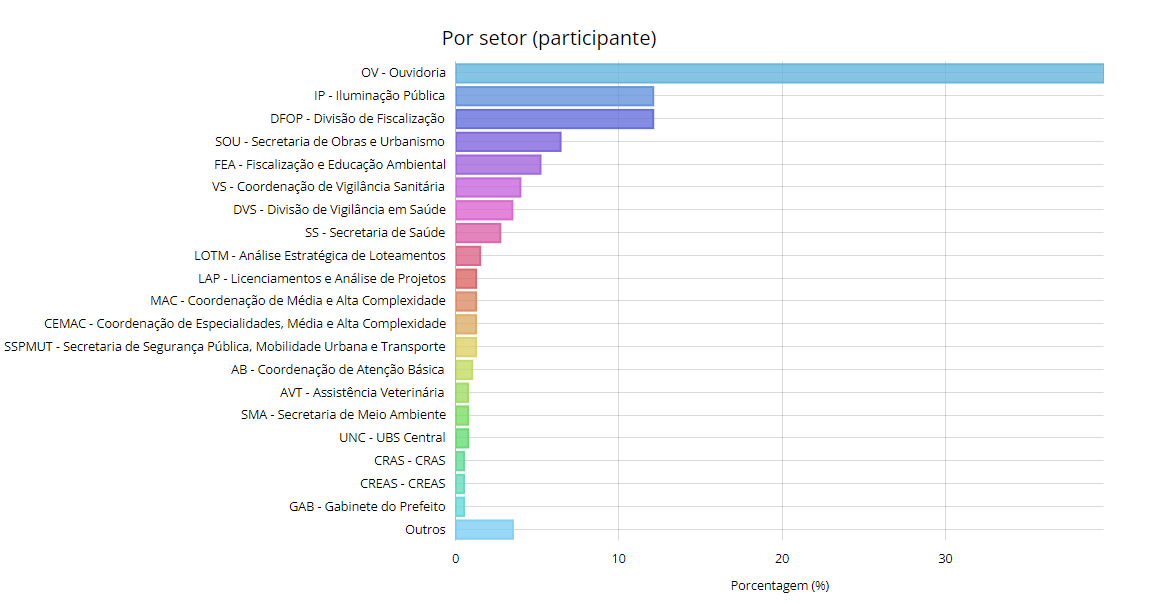 Por setor (participante)
OV - Ouvidoria
IP - Iluminação Pública
DFOP - Divisão de Fiscalização
SOU - Secretaria de Obras e Urbanismo
FEA - Fiscalização e Educação Ambiental
VS - Coordenação de Vigilância Sanitária
DVS - Divisão de Vigilância em Saúde
SS - Secretaria de Saúde
LOTM - Análise Estratégica de Loteamentos
LAP - Licenciamentos e Análise de Projetos
MAC - Coordenação de Média e Alta Complexidade
CEMAC - Coordenação de Especialidades, Média e Alta Complexidade
SSPMUT - Secretaria de Segurança Pública, Mobilidade Urbana e Transporte
AB - Coordenação de Atenção Básica
AVT - Assistência Veterinária
SMA - Secretaria de Meio Ambiente
UNC - UBS Central
CRAS - CRAS
CREAS - CREAS
GAB - Gabinete do Prefeito
Outros
0 10 20 30
Porcentagem (%)